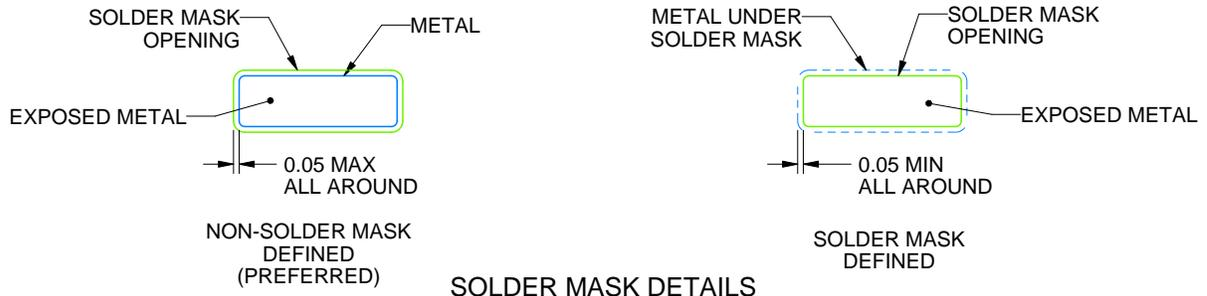 SOLDER MASK
OPENING
METAL
EXPOSED METAL
0.05 MAX
ALL AROUND
NON-SOLDER MASK
DEFINED
(PREFERRED)
METAL UNDER
SOLDER MASK
SOLDER MASK
OPENING
EXPOSED METAL
0.05 MIN
ALL AROUND
SOLDER MASK
DEFINED
SOLDER MASK DETAILS